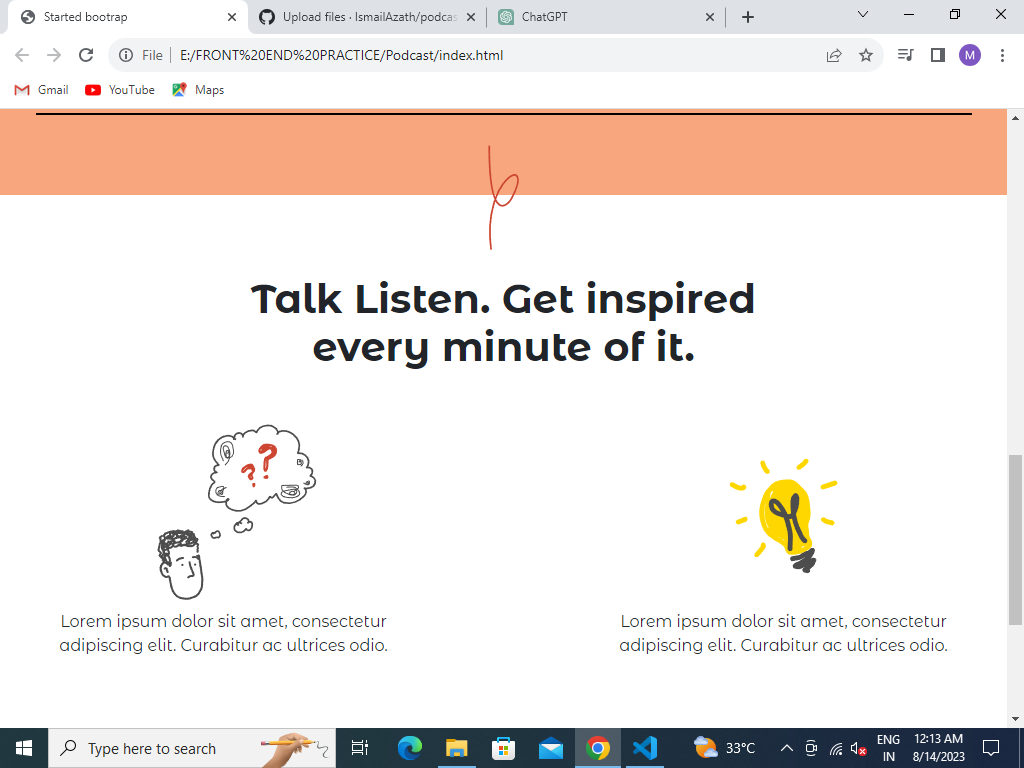 Started bootrap
Upload files · IsmailAzath/podcas
ChatGPT
File
E:/FRONT%20END%20PRACTICE/Podcast/index.html
M
Gmail
YouTube
Maps
Talk Listen. Get inspired
every minute of it.
??
Lorem ipsum dolor sit amet, consectetur
adipiscing elit. Curabitur ac ultrices odio.
Lorem ipsum dolor sit amet, consectetur
adipiscing elit. Curabitur ac ultrices odio.
Type here to search
33°C
ENG
IN
12:13 AM
8/14/2023